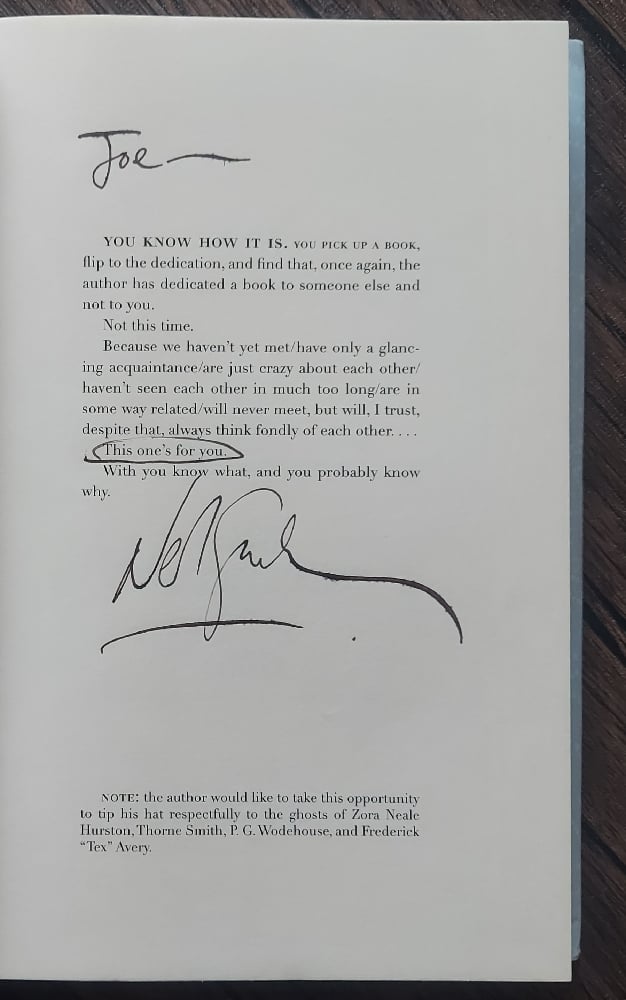 Joe—
YOU KNOW HOW IT IS. YOU PICK UP A BOOK,
flip to the dedication, and find that, once again, the
author has dedicated a book to someone else and
not to you.
Not this time.
Because we haven't yet met/have only a glanc-
ing acquaintance/are just crazy about each other/
haven't seen each other in much too long/are in
some way related/will never meet, but will, I trust,
despite that, always think fondly of each other. . . .
This one's for you.
With you know what, and you probably know
why.
NOTE: the author would like to take this opportunity
to tip his hat respectfully to the ghosts of Zora Neale
Hurston, Thorne Smith, P. G. Wodehouse, and Frederick
“Tex” Avery.